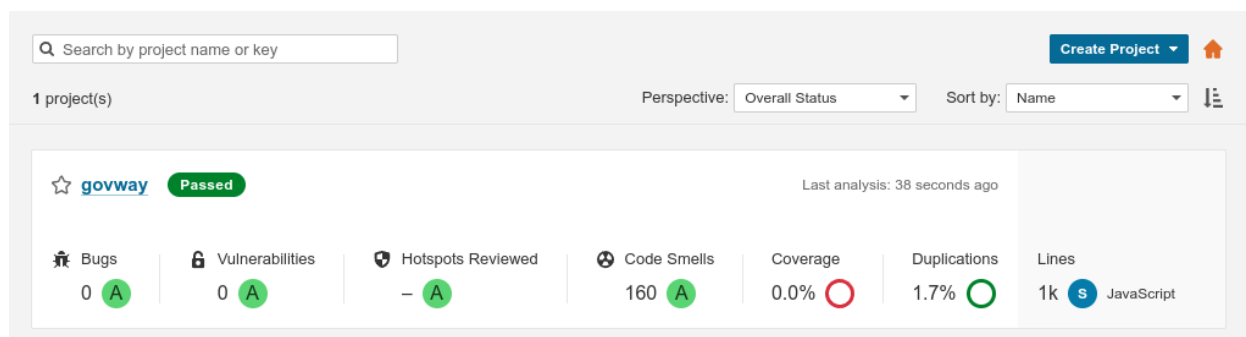 Search by project name or key
Create Project
1 project(s)
Perspective: Overall Status
Sort by: Name
govway Passed
Last analysis: 38 seconds ago
Bugs Vulnerabilities Hotspots Reviewed Code Smells Coverage Duplications Lines
0 A 0 A – A 160 A 0.0% 1.7% 1k S JavaScript